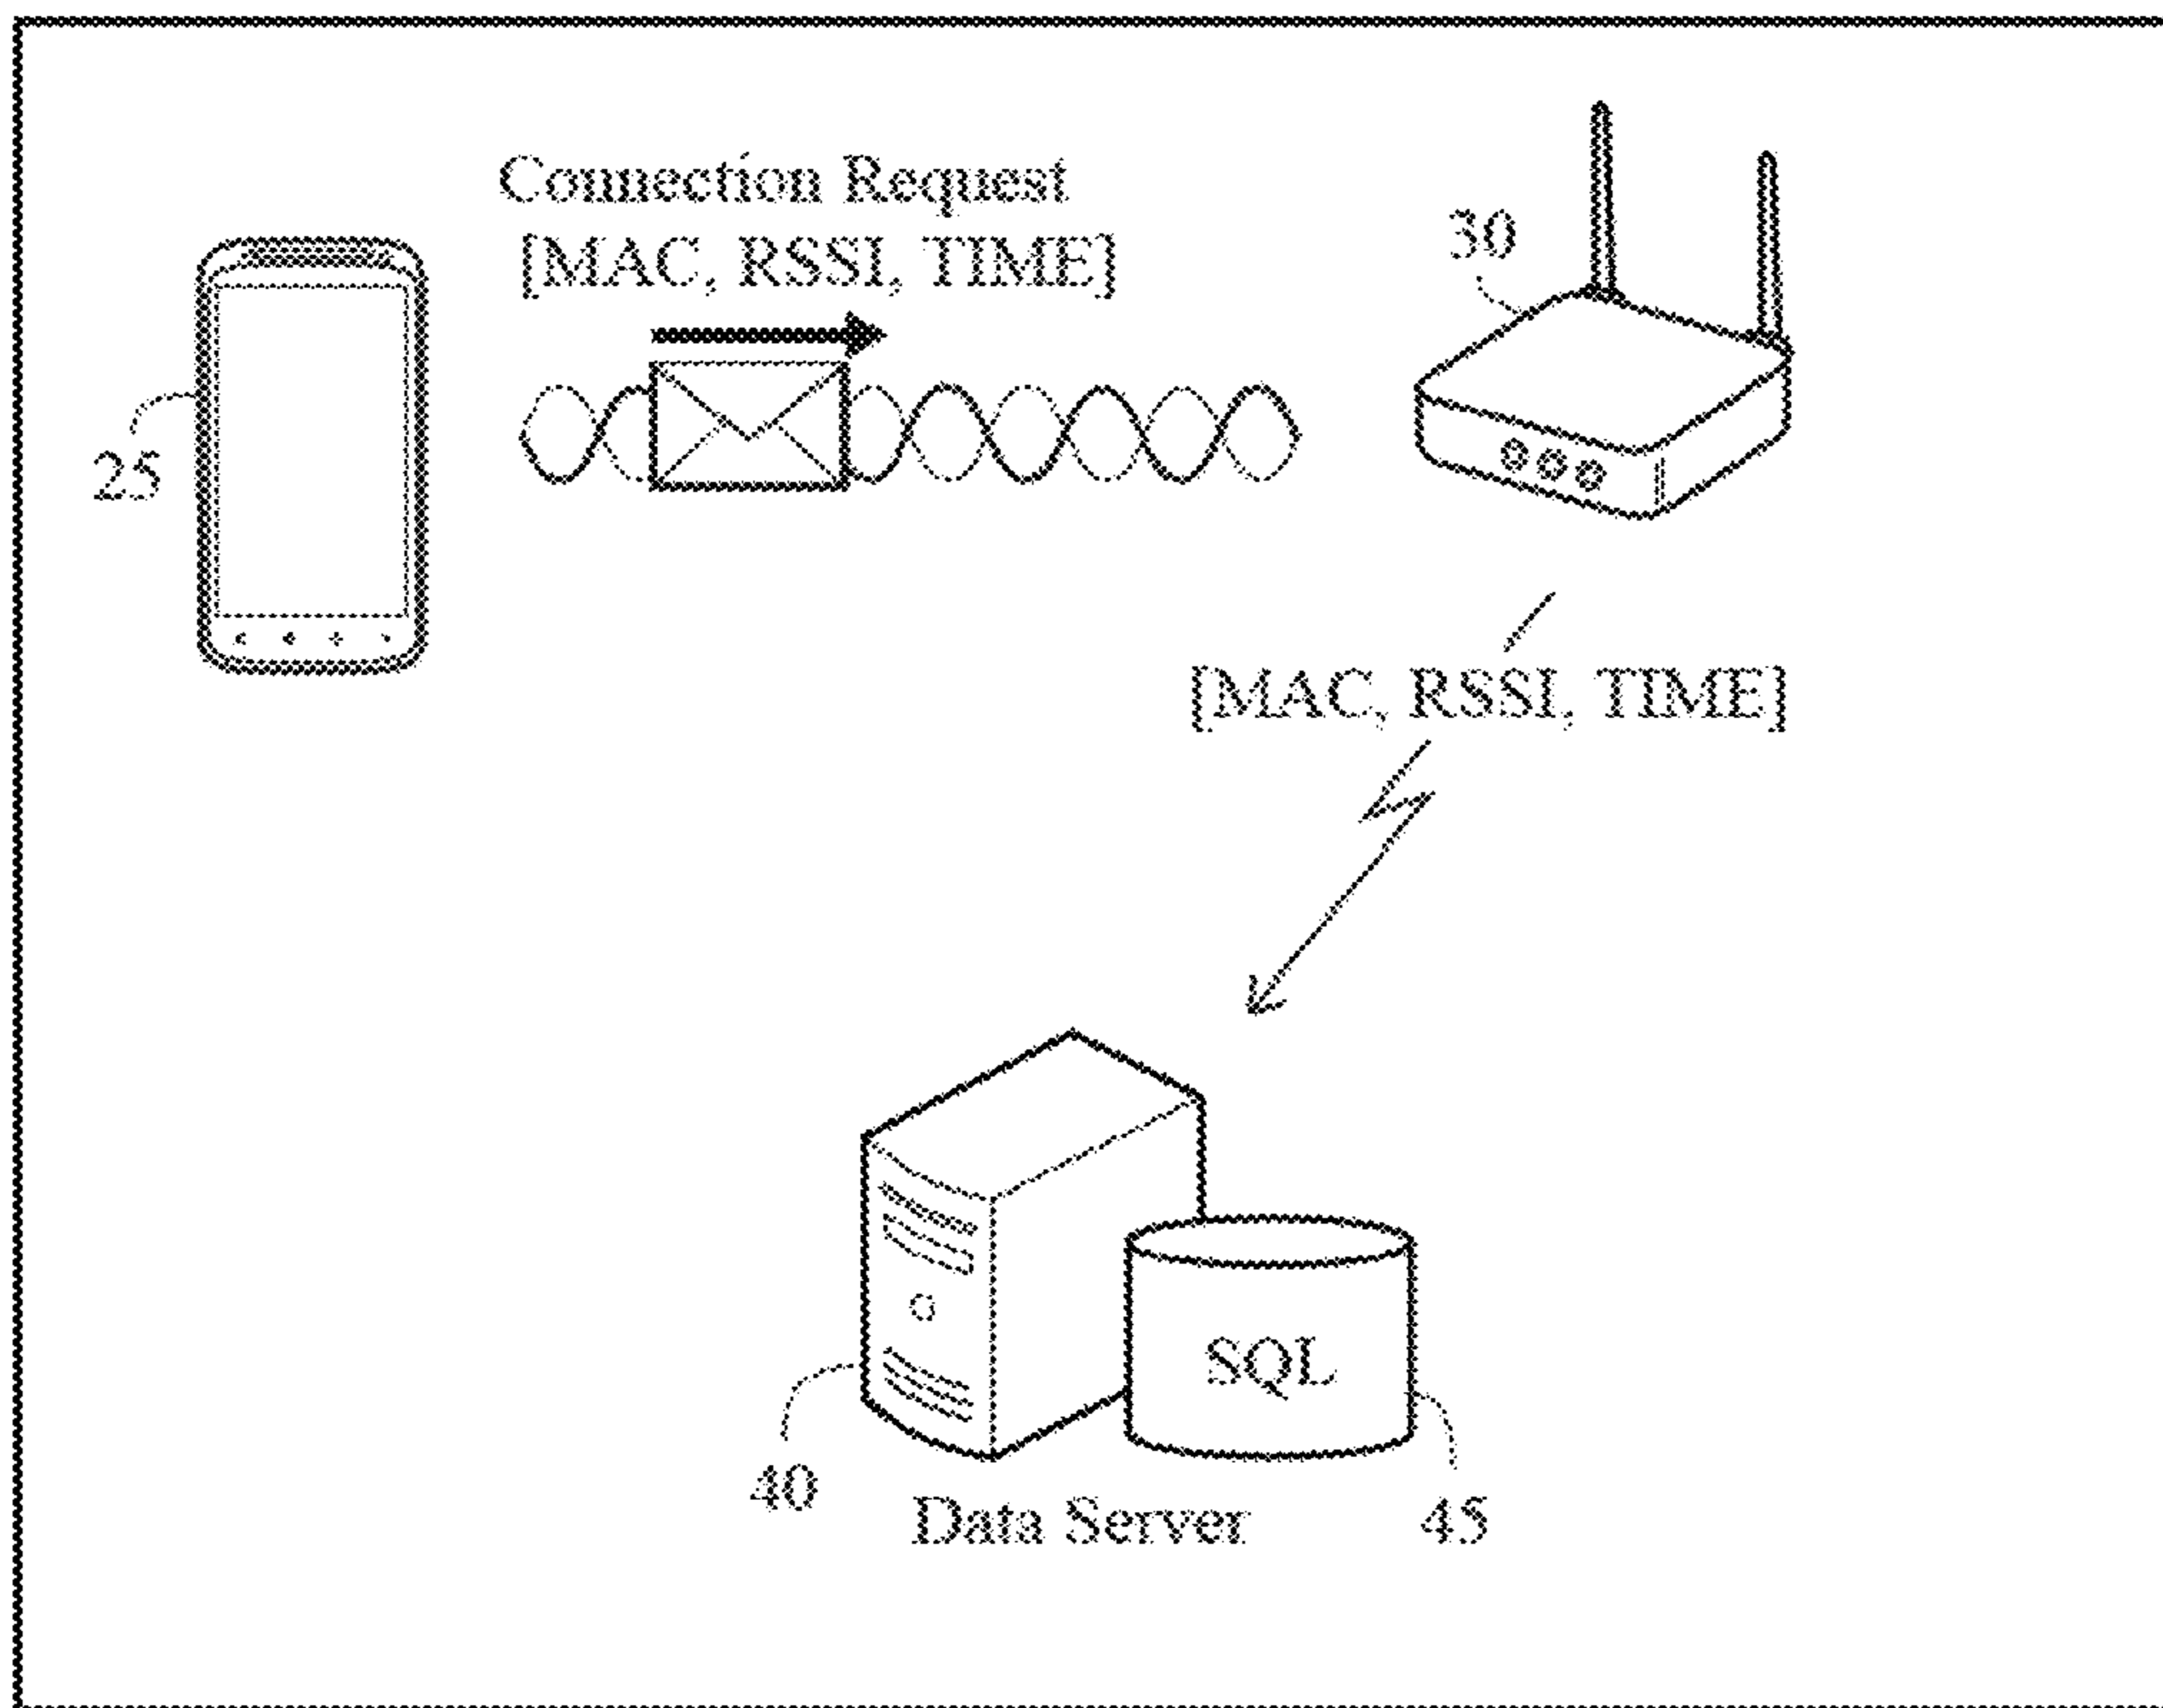 Connection Request
[MAC, RSSI, TIME]
30
25
[MAC, RSSI, TIME]
SQL
40
Data Server
45